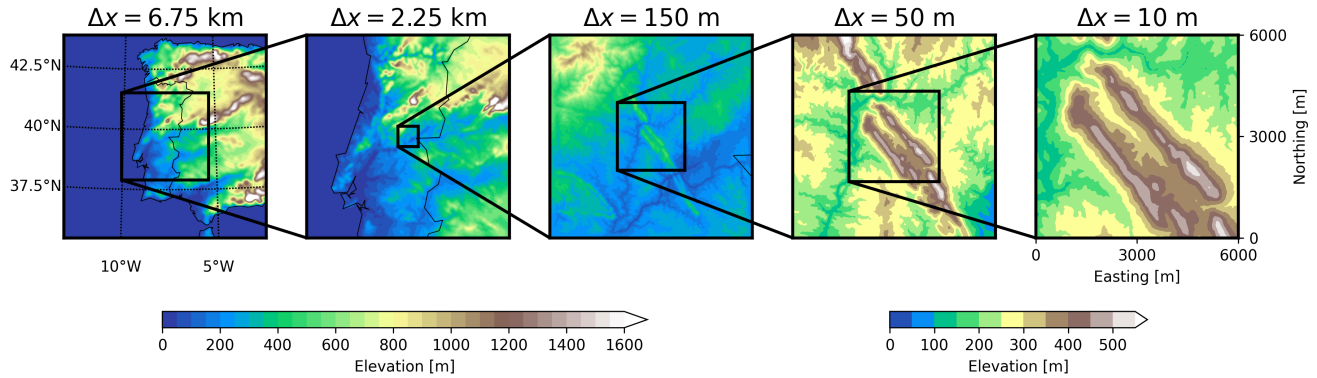 Δx = 6.75 km
Δx = 2.25 km
Δx = 150 m
Δx = 50 m
Δx = 10 m
42.5°N
40°N
37.5°N
10°W
5°W
6000
3000
0
Northing [m]
0
3000
6000
Easting [m]
0
200
400
600
800
1000
1200
1400
1600
Elevation [m]
0
100
200
300
400
500
Elevation [m]